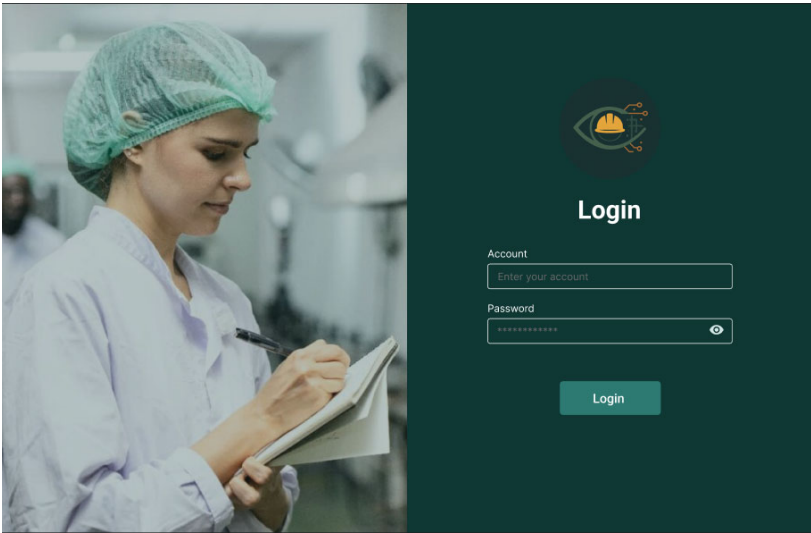 Login
Account
Enter your account
Password
************
Login